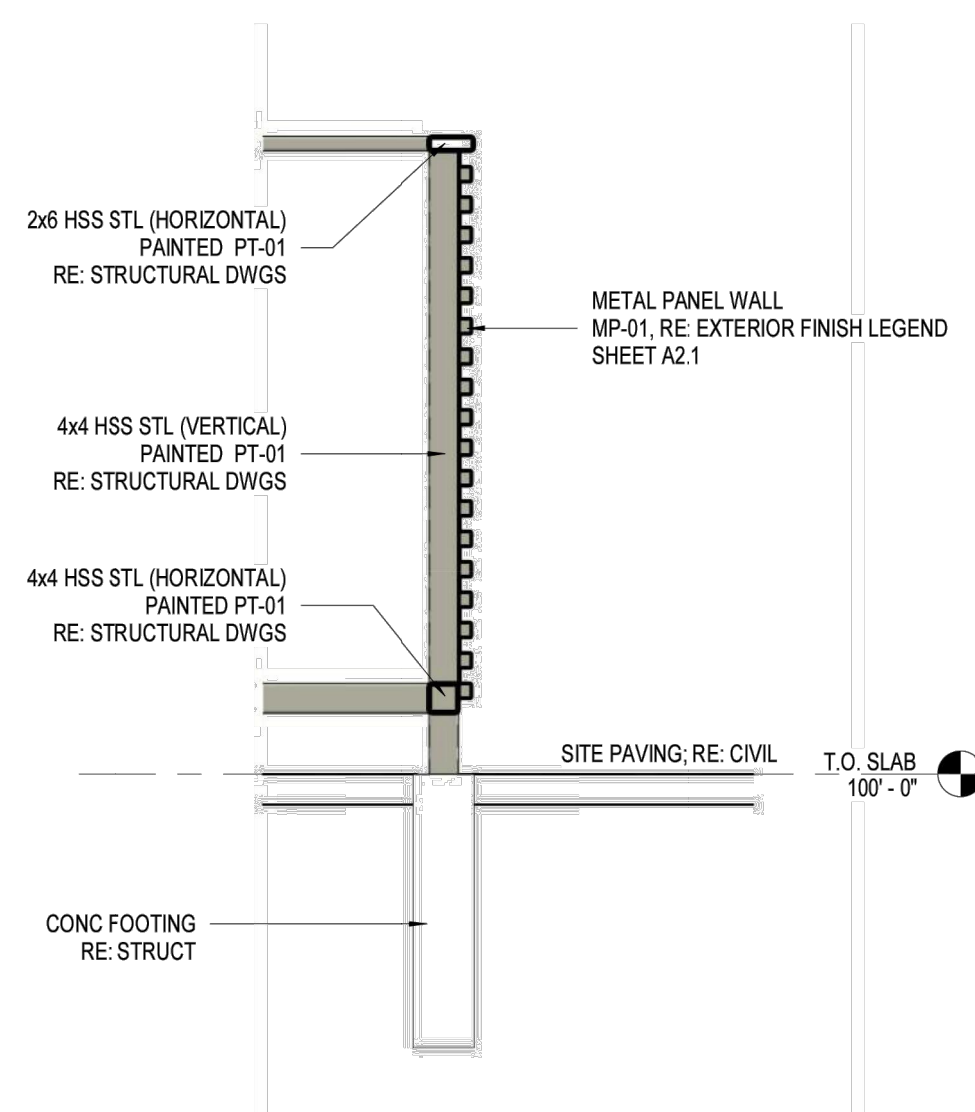 2x6 HSS STL (HORIZONTAL)
PAINTED PT-01
RE: STRUCTURAL DWGS
METAL PANEL WALL
MP-01, RE: EXTERIOR FINISH LEGEND
SHEET A2.1
4x4 HSS STL (VERTICAL)
PAINTED PT-01
RE: STRUCTURAL DWGS
4x4 HSS STL (HORIZONTAL)
PAINTED PT-01
RE: STRUCTURAL DWGS
SITE PAVING; RE: CIVIL
T.O. SLAB
100' - 0"
CONC FOOTING
RE: STRUCT